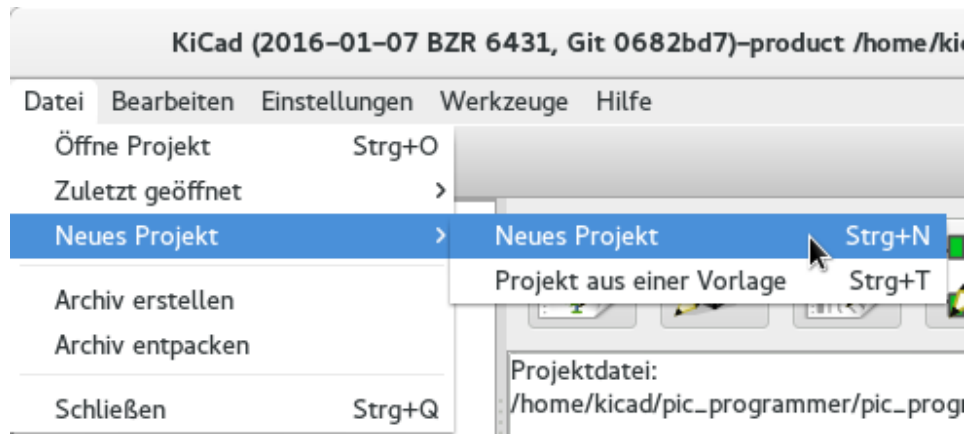 KiCad (2016-01-07 BZR 6431, Git 0682bd7)-product /home/
Datei Bearbeiten Einstellungen Werkzeuge Hilfe
Öffne Projekt Strg+O
Zuletzt geöffnet >
Neues Projekt > Neues Projekt Strg+N
Projekt aus einer Vorlage Strg+T
Archiv erstellen
Archiv entpacken
Projektdatei:
Schließen Strg+Q /home/kicad/pic_programmer/